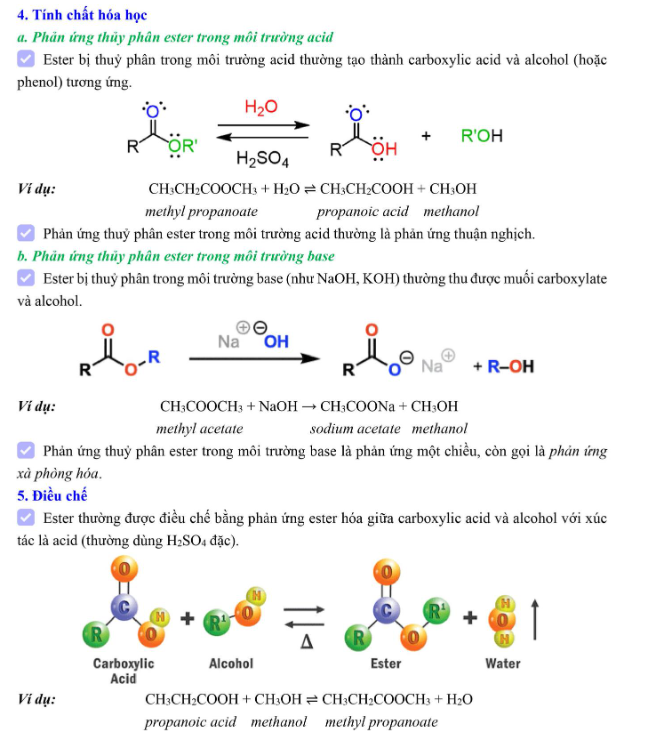 4. Tính chất hóa học
a. Phản ứng thủy phân ester trong môi trường acid
Ester bị thuỷ phân trong môi trường acid thường tạo thành carboxylic acid và alcohol (hoặc
phenol) tương ứng.
O H₂O O
R OR' R OH + R'OH
H₂SO₄
Ví dụ: CH₃CH₂COOCH₃ + H₂O ⇌ CH₃CH₂COOH + CH₃OH
methyl propanoate propanoic acid methanol
Phản ứng thuỷ phân ester trong môi trường acid thường là phản ứng thuận nghịch.
b. Phản ứng thủy phân ester trong môi trường base
Ester bị thuỷ phân trong môi trường base (như NaOH, KOH) thường thu được muối carboxylate
và alcohol.
O Na⊕ ⊖OH O
R O R R O⊖ Na⊕ + R–OH
Ví dụ: CH₃COOCH₃ + NaOH → CH₃COONa + CH₃OH
methyl acetate sodium acetate methanol
Phản ứng thuỷ phân ester trong môi trường base là phản ứng một chiều, còn gọi là phản ứng
xà phòng hóa.
5. Điều chế
Ester thường được điều chế bằng phản ứng ester hóa giữa carboxylic acid và alcohol với xúc
tác là acid (thường dùng H₂SO₄ đặc).
O H O
C H + R¹ O C R¹ + H O H
R O Δ R O
Carboxylic Alcohol Ester Water
Acid
Ví dụ: CH₃CH₂COOH + CH₃OH ⇌ CH₃CH₂COOCH₃ + H₂O
propanoic acid methanol methyl propanoate